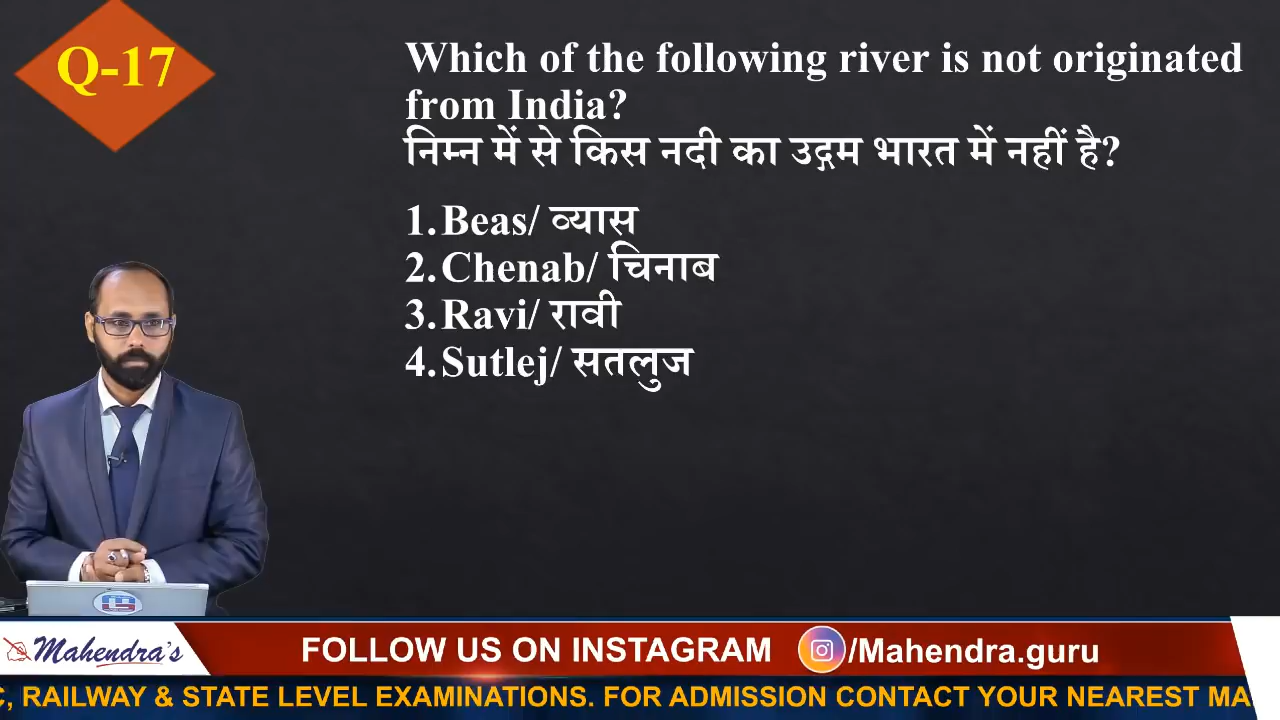 Q-17
Which of the following river is not originated
from India?
निम्न में से किस नदी का उद्गम भारत में नहीं है?
1. Beas/ व्यास
2. Chenab/ चिनाब
3. Ravi/ रावी
4. Sutlej/ सतलुज
Mahendra's
FOLLOW US ON INSTAGRAM /Mahendra.guru
C, RAILWAY & STATE LEVEL EXAMINATIONS. FOR ADMISSION CONTACT YOUR NEAREST MA